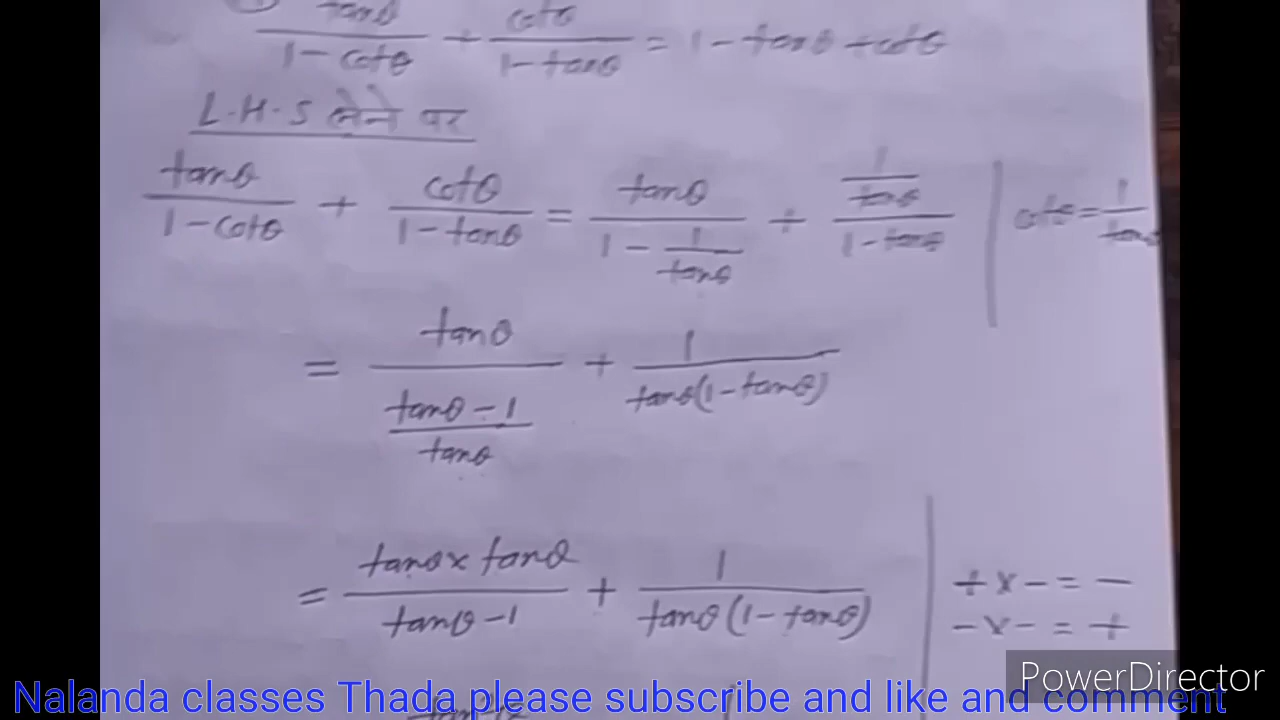 tanθ/(1-cotθ) + cotθ/(1-tanθ) = 1-tanθ+cotθ
L.H.S लेने पर
tanθ/(1-cotθ) + cotθ/(1-tanθ) = tanθ/(1-1/tanθ) + (1/tanθ)/(1-tanθ) | cotθ=1/tanθ
= tanθ/((tanθ-1)/tanθ) + 1/(tanθ(1-tanθ))
= (tanθ×tanθ)/(tanθ-1) + 1/(tanθ(1-tanθ)) | +×-=-
-×-=+
PowerDirector
Nalanda classes Thada please subscribe and like and comment